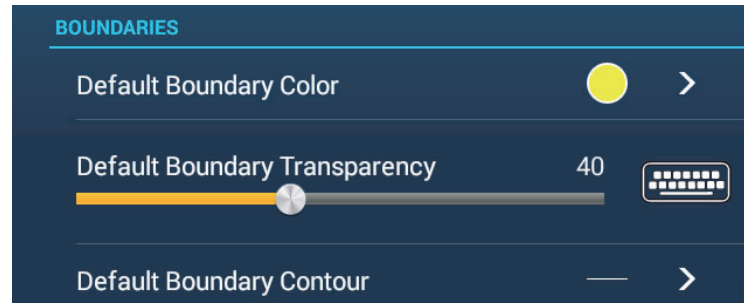 BOUNDARIES
Default Boundary Color
Default Boundary Transparency 40
Default Boundary Contour